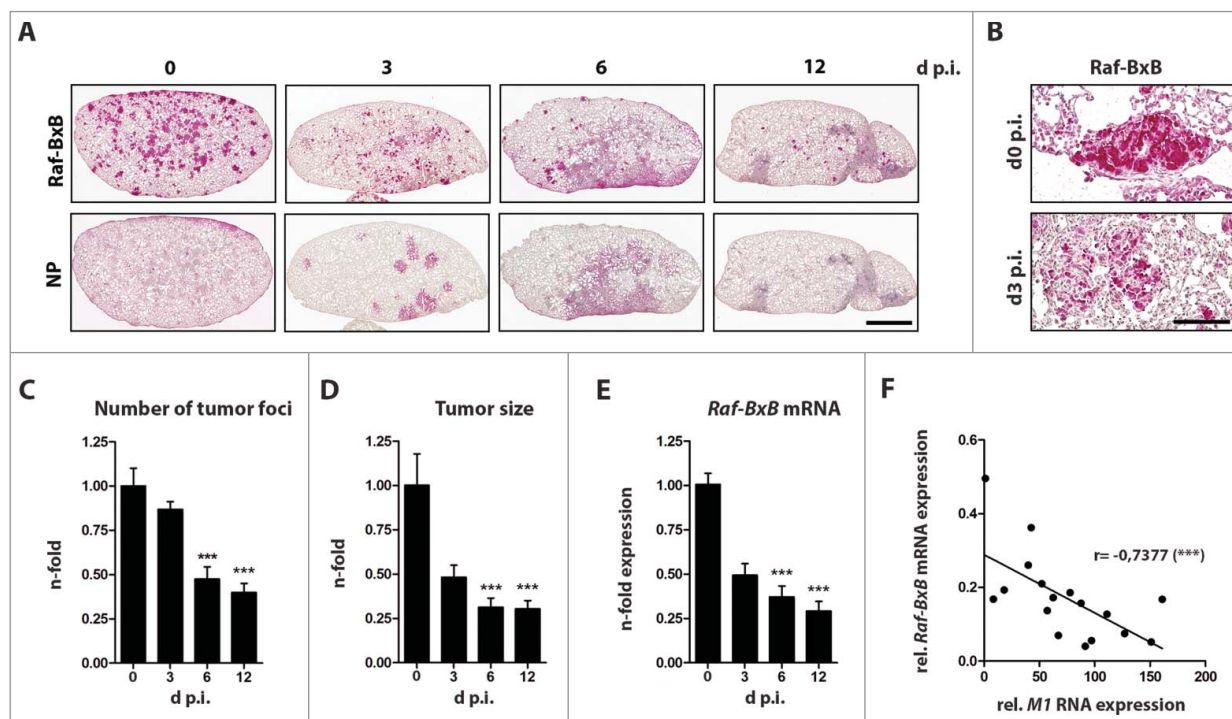 A
0 3 6 12 d p.i.
Raf-BxB
NP
B
Raf-BxB
d0 p.i.
d3 p.i.
C
Number of tumor foci
n-fold
1.25
1.00
0.75
0.50
0.25
0.00
***
***
0 3 6 12
d p.i.
D
Tumor size
n-fold
1.25
1.00
0.75
0.50
0.25
0.00
***
***
0 3 6 12
d p.i.
E
Raf-BxB mRNA
n-fold expression
1.25
1.00
0.75
0.50
0.25
0.00
***
***
0 3 6 12
d p.i.
F
rel. Raf-BxB mRNA expression
0.6
0.4
0.2
0.0
r= -0,7377 (***)
0 50 100 150 200
rel. M1 RNA expression